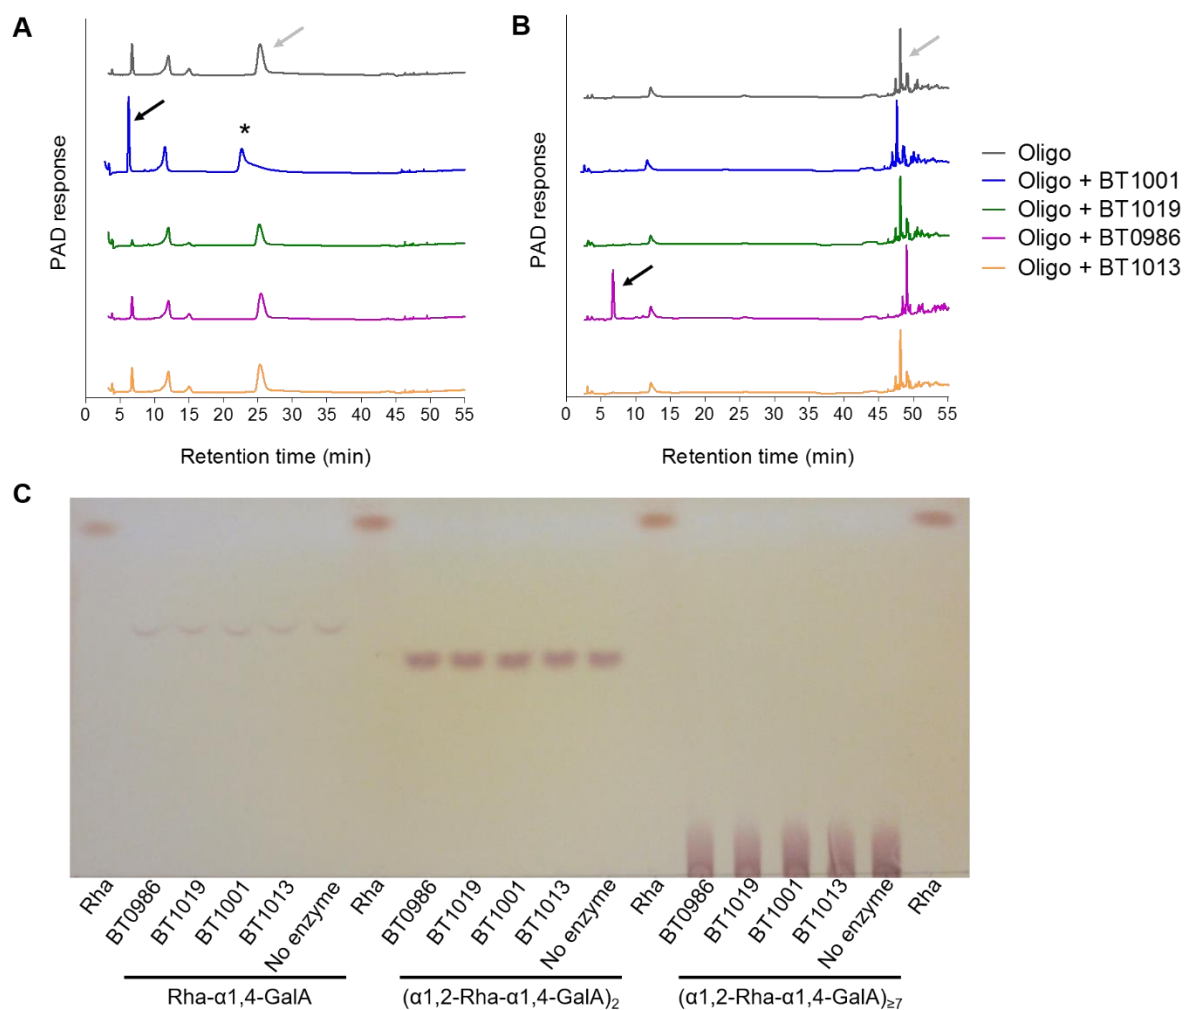 A
B
PAD response
*
0 5 10 15 20 25 30 35 40 45 50 55
Retention time (min)
PAD response
0 5 10 15 20 25 30 35 40 45 50 55
Retention time (min)
Oligo
Oligo + BT1001
Oligo + BT1019
Oligo + BT0986
Oligo + BT1013
C
Rha
BT0986
BT1019
BT1001
BT1013
No enzyme
Rha
BT0986
BT1019
BT1001
BT1013
No enzyme
Rha
BT0986
BT1019
BT1001
BT1013
No enzyme
Rha
Rha-α1,4-GalA
(α1,2-Rha-α1,4-GalA)₂
(α1,2-Rha-α1,4-GalA)≥₇